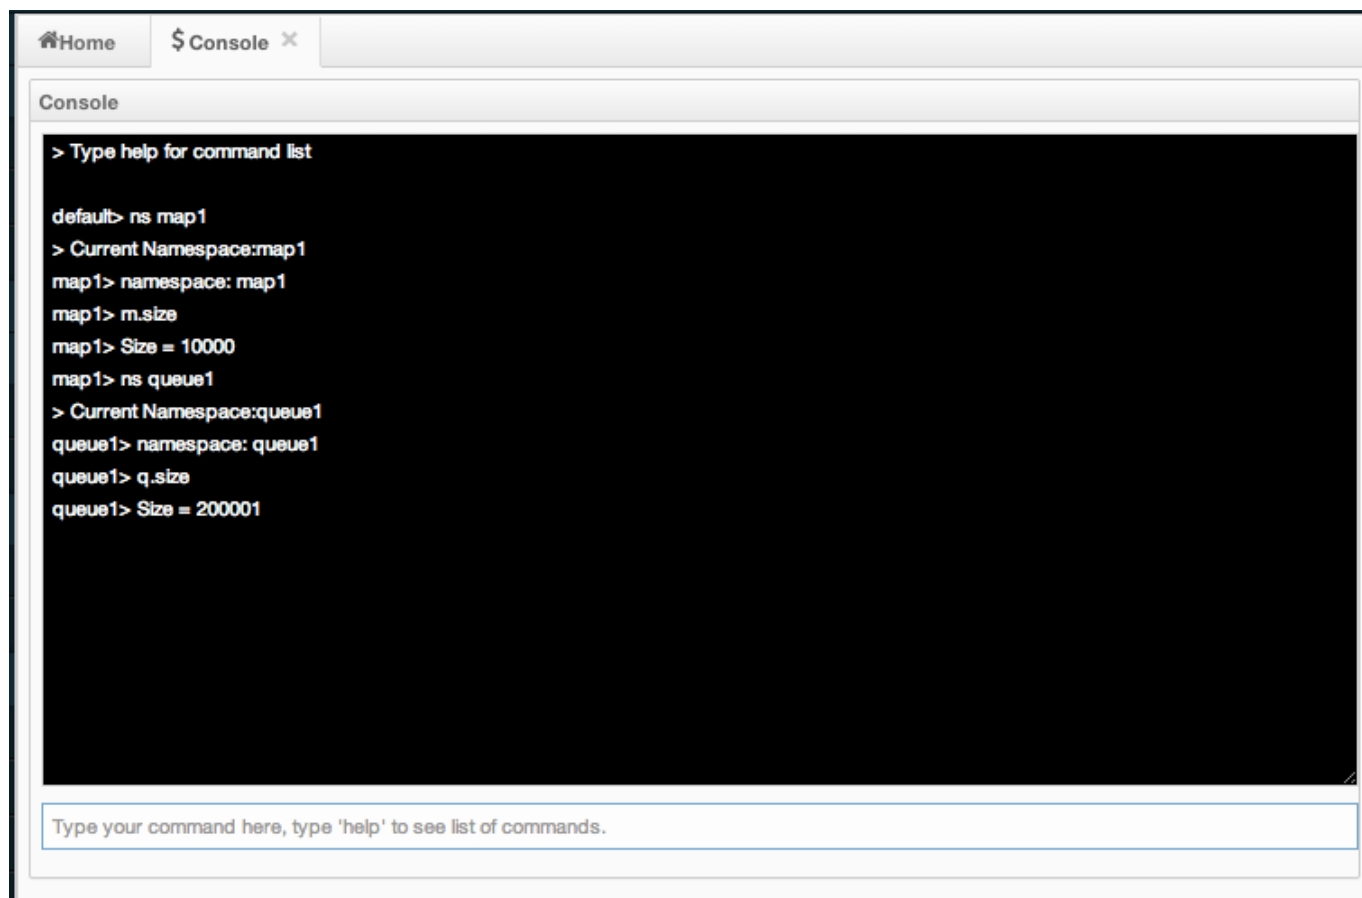 Home
$ Console ×
Console
> Type help for command list
default> ns map1
> Current Namespace:map1
map1> namespace: map1
map1> m.size
map1> Size = 10000
map1> ns queue1
> Current Namespace:queue1
queue1> namespace: queue1
queue1> q.size
queue1> Size = 200001
Type your command here, type 'help' to see list of commands.